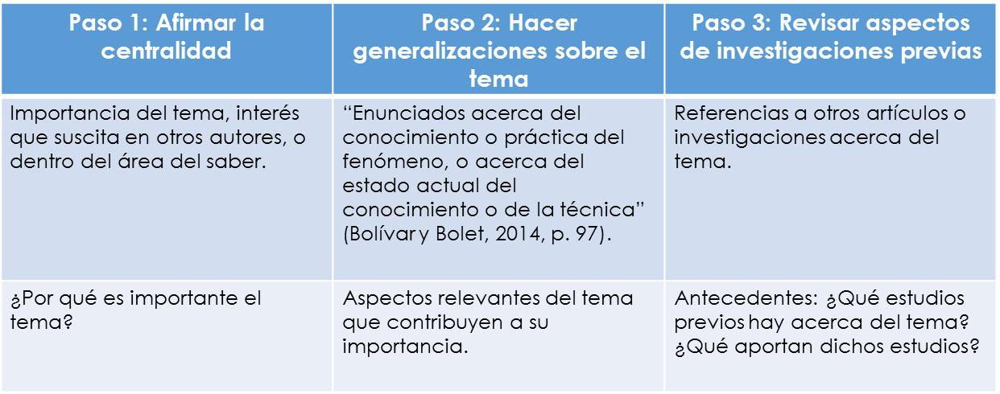 Paso 1: Afirmar la
centralidad
Paso 2: Hacer
generalizaciones sobre el
tema
Paso 3: Revisar aspectos
de investigaciones previas
Importancia del tema, interés
que suscita en otros autores, o
dentro del área del saber.
“Enunciados acerca del
conocimiento o práctica del
fenómeno, o acerca del
estado actual del
conocimiento o de la técnica”
(Bolívar y Bolet, 2014, p. 97).
Referencias a otros artículos o
investigaciones acerca del
tema.
¿Por qué es importante el
tema?
Aspectos relevantes del tema
que contribuyen a su
importancia.
Antecedentes: ¿Qué estudios
previos hay acerca del tema?
¿Qué aportan dichos estudios?